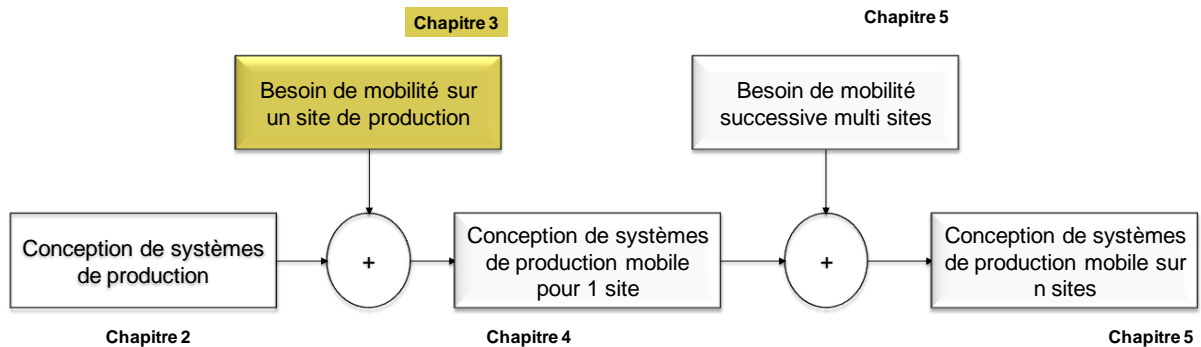 Chapitre 3
Chapitre 5
Besoin de mobilité sur
un site de production
Besoin de mobilité
successive multi sites
Conception de systèmes
de production
+
Conception de systèmes
de production mobile
pour 1 site
+
Conception de systèmes
de production mobile sur
n sites
Chapitre 2
Chapitre 4
Chapitre 5